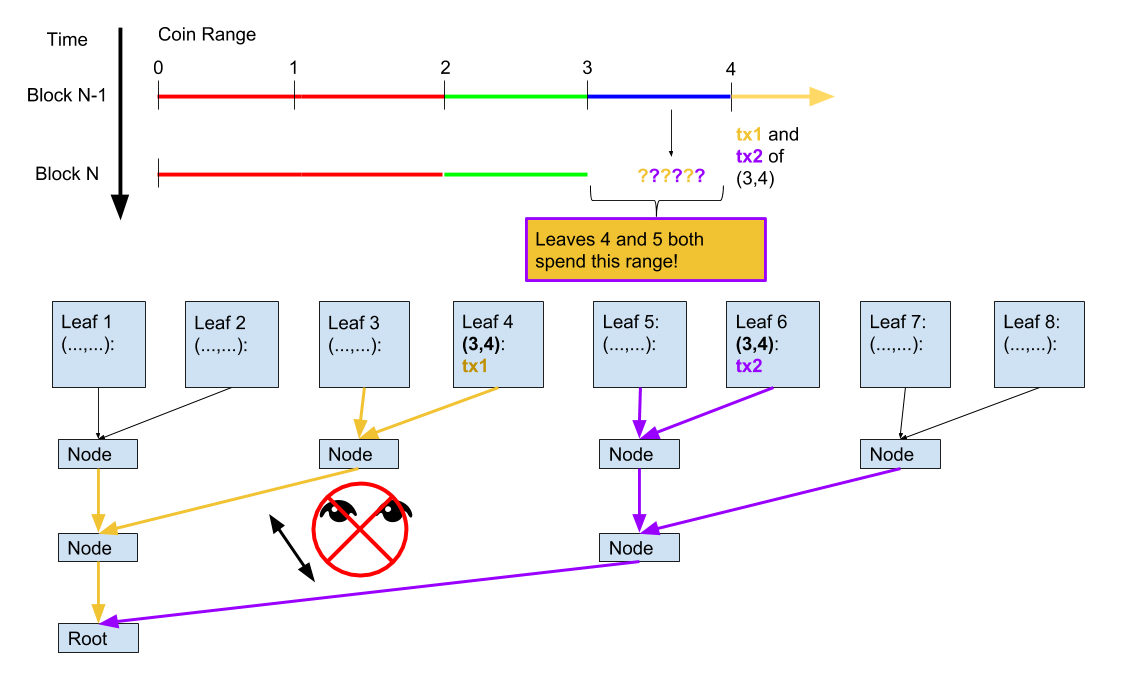 Time
Coin Range
0 1 2 3 4
Block N-1
tx1 and
tx2 of
(3,4)
Block N
??????
Leaves 4 and 5 both
spend this range!
Leaf 1
(...,...):
Leaf 2
(...,...):
Leaf 3
(...,...):
Leaf 4
(3,4):
tx1
Leaf 5:
(...,...):
Leaf 6
(3,4):
tx2
Leaf 7:
(...,...):
Leaf 8:
(...,...):
Node
Node
Node
Node
Node
Node
Root